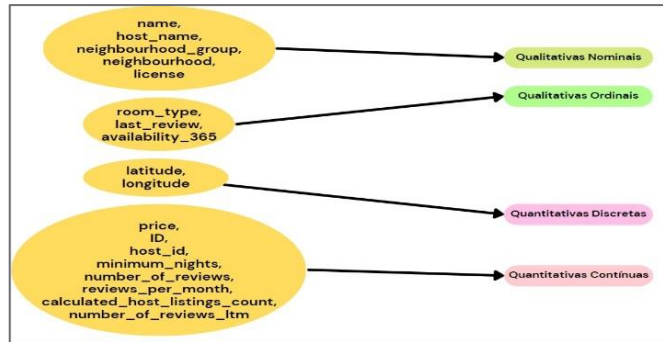 name,
host_name,
neighbourhood_group,
neighbourhood,
license
Qualitativas Nominais
room_type,
last_review,
availability_365
Qualitativas Ordinais
latitude,
longitude
Quantitativas Discretas
price,
ID,
host_id,
minimum_nights,
number_of_reviews,
reviews_per_month,
calculated_host_listings_count,
number_of_reviews_ltm
Quantitativas Contínuas